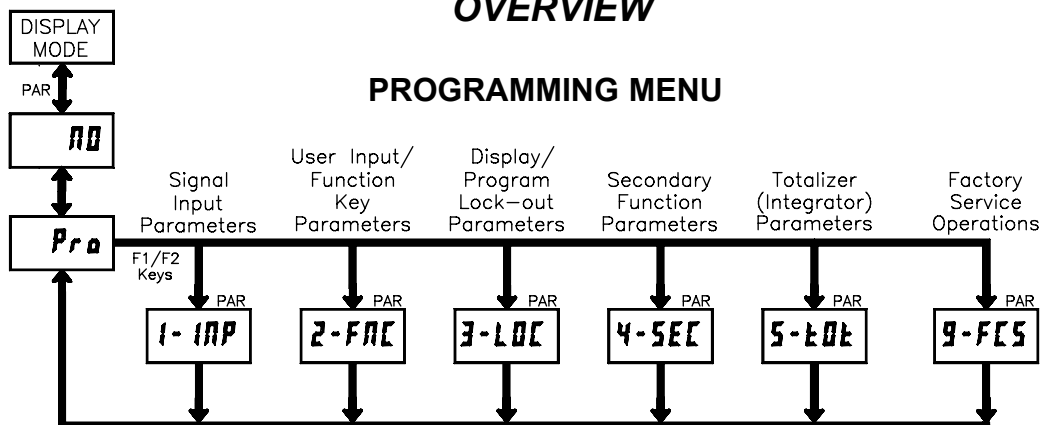 OVERVIEW
PROGRAMMING MENU
DISPLAY
MODE
PAR
NO
Pro
F1/F2
Keys
Signal
Input
Parameters
User Input/
Function
Key
Parameters
Display/
Program
Lock-out
Parameters
Secondary
Function
Parameters
Totalizer
(Integrator)
Parameters
Factory
Service
Operations
PAR
1-INP
PAR
2-FNC
PAR
3-LOC
PAR
4-SEC
PAR
5-tOt
PAR
9-FCS